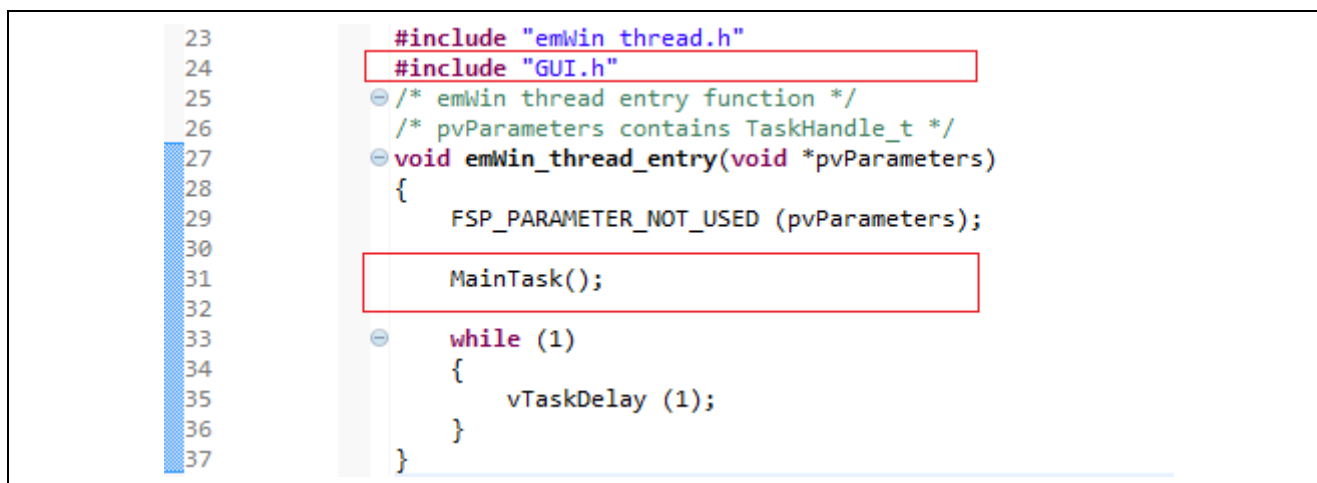 23 #include "emWin thread.h"
24 #include "GUI.h"
25 /* emWin thread entry function */
26 /* pvParameters contains TaskHandle_t */
27 void emWin_thread_entry(void *pvParameters)
28 {
29 FSP_PARAMETER_NOT_USED (pvParameters);
30
31 MainTask();
32
33 while (1)
34 {
35 vTaskDelay (1);
36 }
37 }